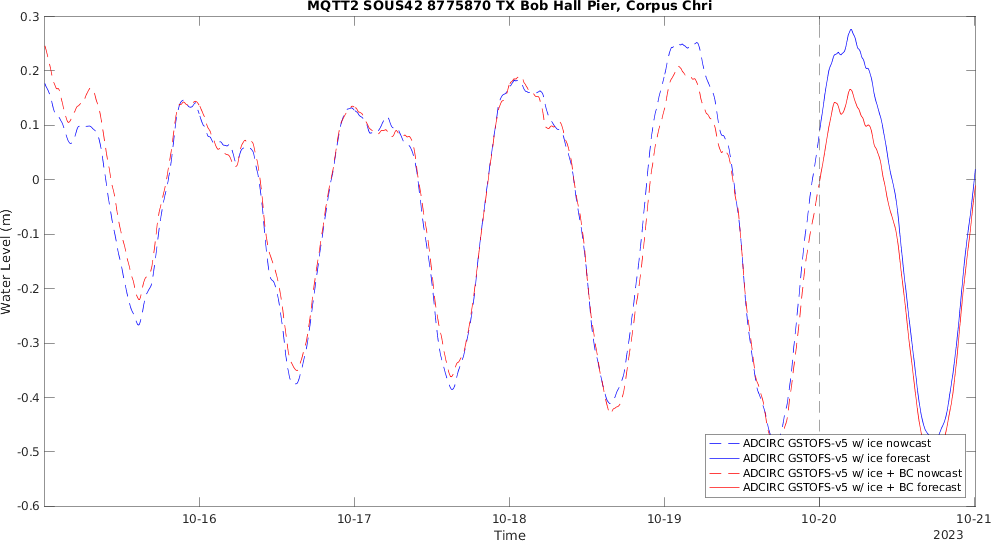 MQTT2 SOUS42 8775870 TX Bob Hall Pier, Corpus Chri
0.3
0.2
0.1
0
-0.1
-0.2
-0.3
-0.4
-0.5
-0.6
Water Level (m)
ADCIRC GSTOFS-v5 w/ ice nowcast
ADCIRC GSTOFS-v5 w/ ice forecast
ADCIRC GSTOFS-v5 w/ ice + BC nowcast
ADCIRC GSTOFS-v5 w/ ice + BC forecast
10-16 10-17 10-18 10-19 10-20 10-21
Time
2023